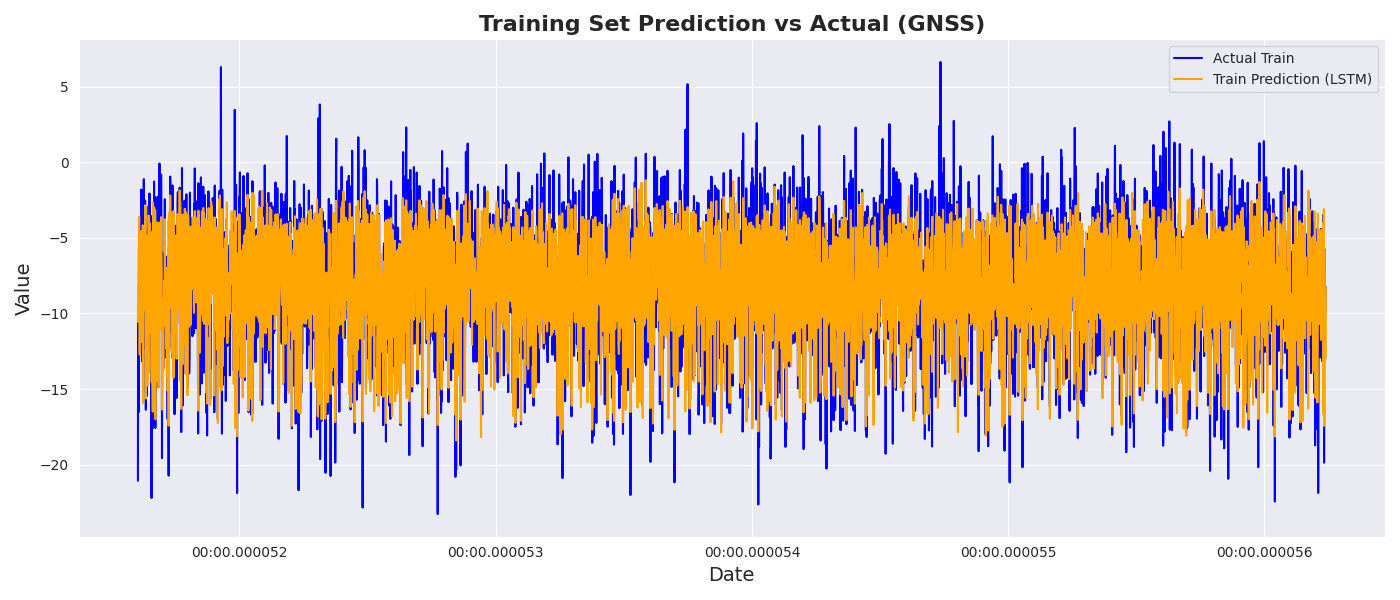 Training Set Prediction vs Actual (GNSS)
Actual Train
Train Prediction (LSTM)
Value
5
0
−5
−10
−15
−20
00:00.000052
00:00.000053
00:00.000054
00:00.000055
00:00.000056
Date